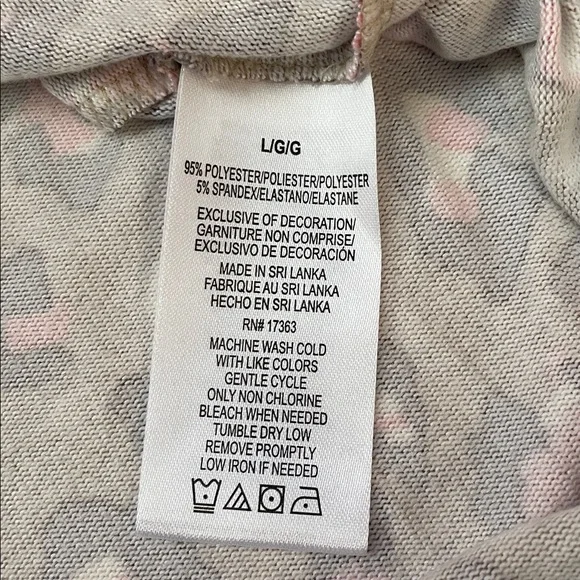 L/G/G
95% POLYESTER/POLIESTER/POLYESTER
5% SPANDEX/ELASTANO/ELASTANE
EXCLUSIVE OF DECORATION/
GARNITURE NON COMPRISE/
EXCLUSIVO DE DECORACIÓN
MADE IN SRI LANKA
FABRIQUE AU SRI LANKA
HECHO EN SRI LANKA
RN# 17363
MACHINE WASH COLD
WITH LIKE COLORS
GENTLE CYCLE
ONLY NON CHLORINE
BLEACH WHEN NEEDED
TUMBLE DRY LOW
REMOVE PROMPTLY
LOW IRON IF NEEDED